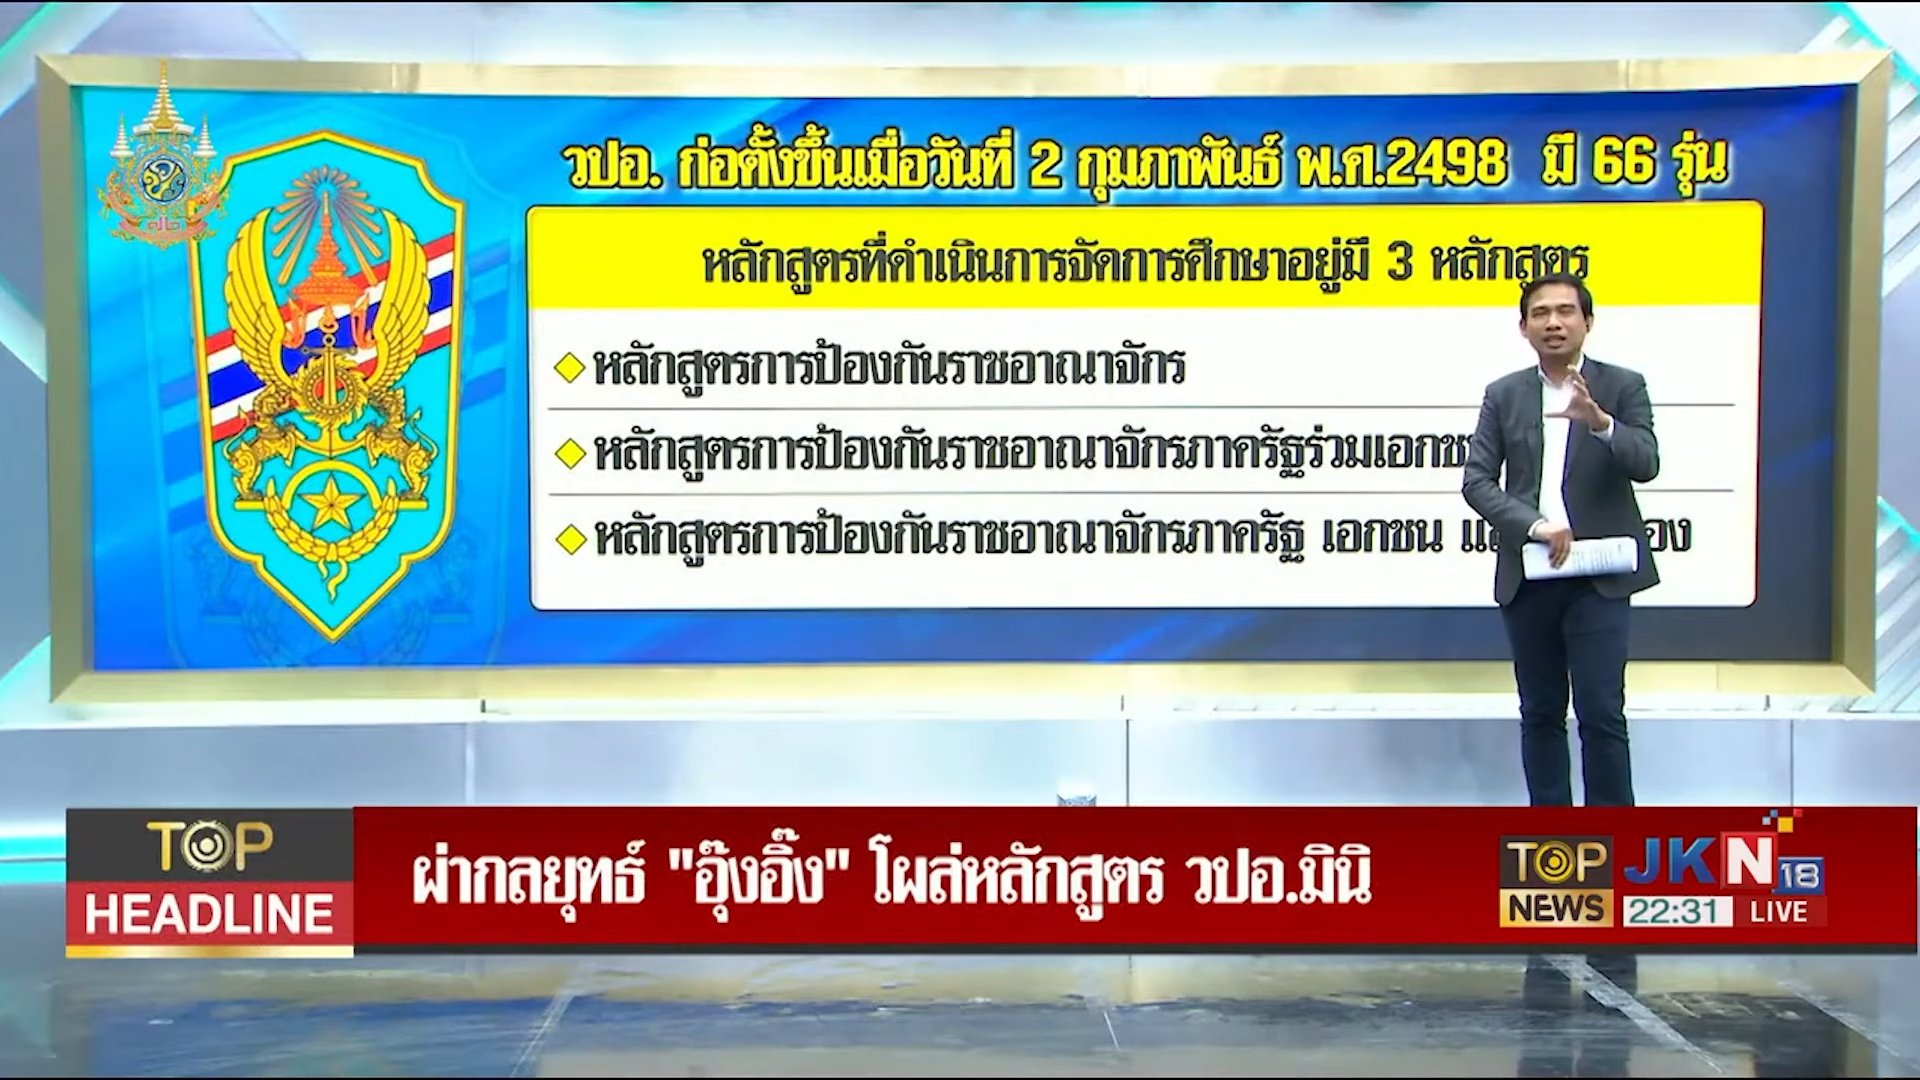 วปอ. ก่อตั้งขึ้นเมื่อวันที่ 2 กุมภาพันธ์ พ.ศ.2498 มี 66 รุ่น
หลักสูตรที่ดำเนินการจัดการศึกษาอยู่มี 3 หลักสูตร
หลักสูตรการป้องกันราชอาณาจักร
หลักสูตรการป้องกันราชอาณาจักรภาครัฐร่วม
หลักสูตรการป้องกันราชอาณาจักรภาครัฐ เอกชน
TOP
HEADLINE
ผ่ากลยุทธ์ "อุ๊งอิ๊ง" โผล่หลักสูตร วปอ.มินิ
TOP
NEWS
JKN18
22:31 LIVE